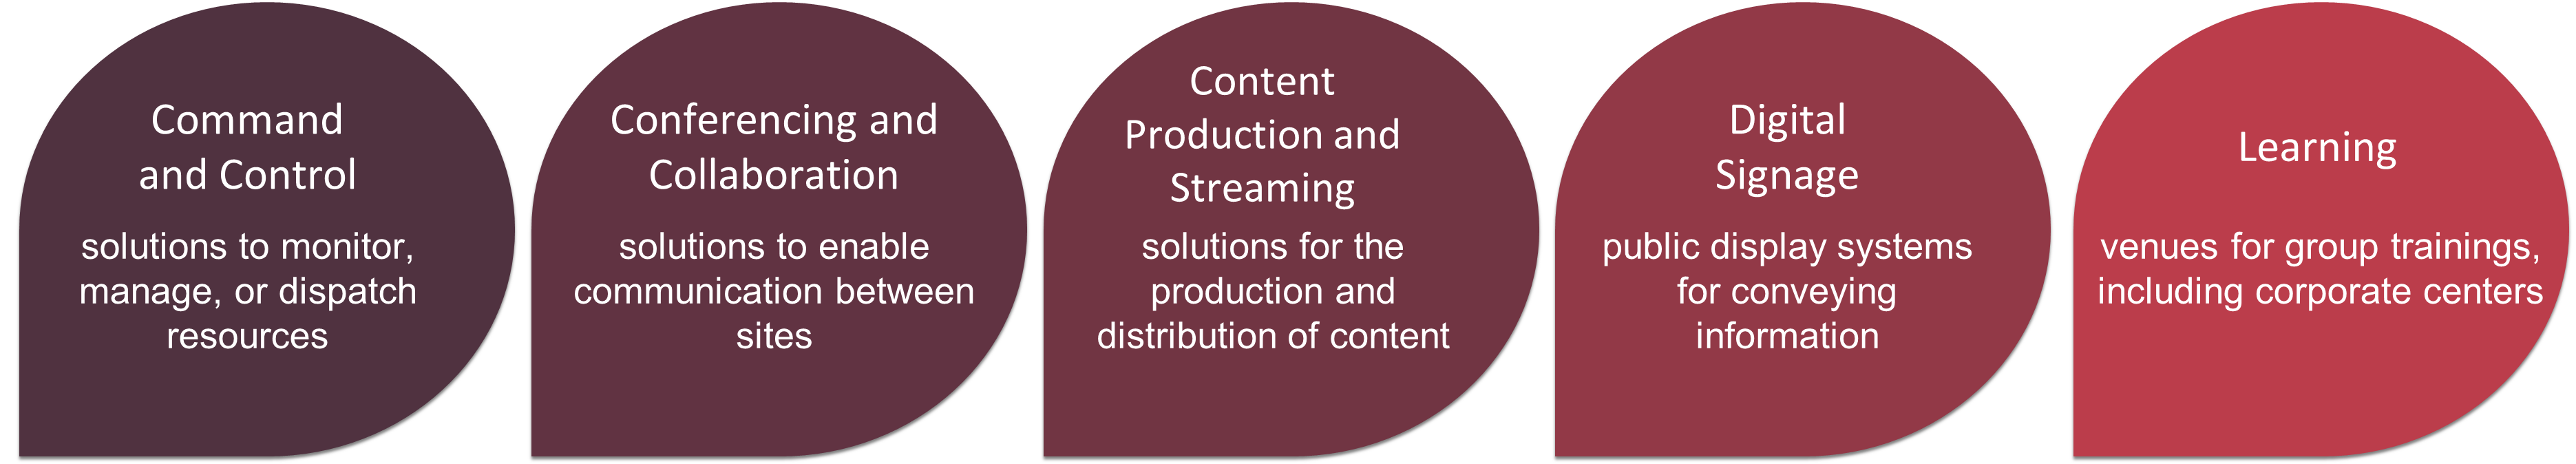 Command
and Control
solutions to monitor,
manage, or dispatch
resources
Conferencing and
Collaboration
solutions to enable
communication between
sites
Content
Production and
Streaming
solutions for the
production and
distribution of content
Digital
Signage
public display systems
for conveying
information
Learning
venues for group trainings,
including corporate centers